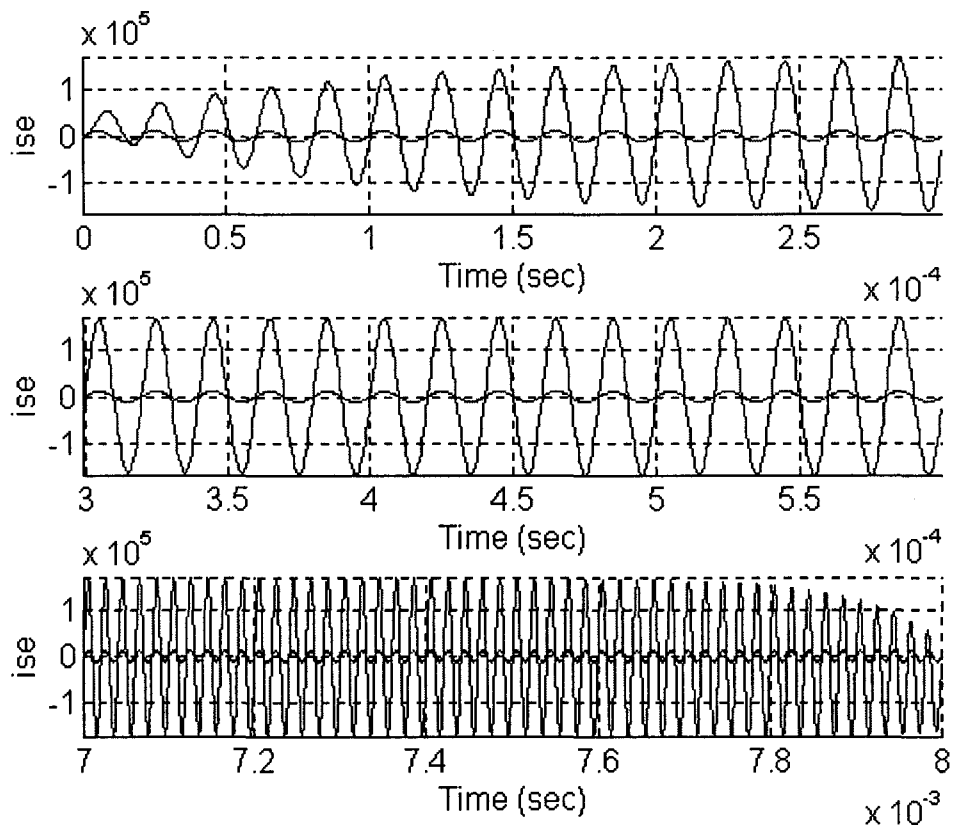 x 10^5
1
0
-1
ise
0 0.5 1 1.5 2 2.5
Time (sec)
x 10^-4
x 10^5
1
0
-1
ise
3 3.5 4 4.5 5 5.5
Time (sec)
x 10^-4
x 10^5
1
0
-1
ise
7 7.2 7.4 7.6 7.8 8
Time (sec)
x 10^-3